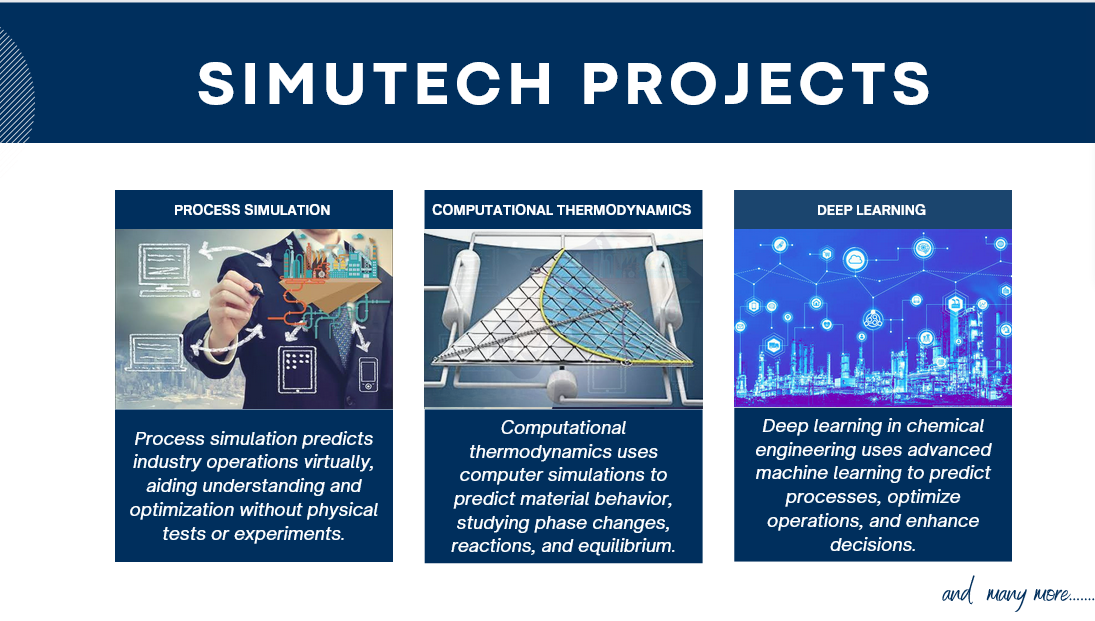 SIMUTECH PROJECTS
PROCESS SIMULATION
Process simulation predicts
industry operations virtually,
aiding understanding and
optimization without physical
tests or experiments.
COMPUTATIONAL THERMODYNAMICS
Computational
thermodynamics uses
computer simulations to
predict material behavior,
studying phase changes,
reactions, and equilibrium.
DEEP LEARNING
Deep learning in chemical
engineering uses advanced
machine learning to predict
processes, optimize
operations, and enhance
decisions.
and many more.......